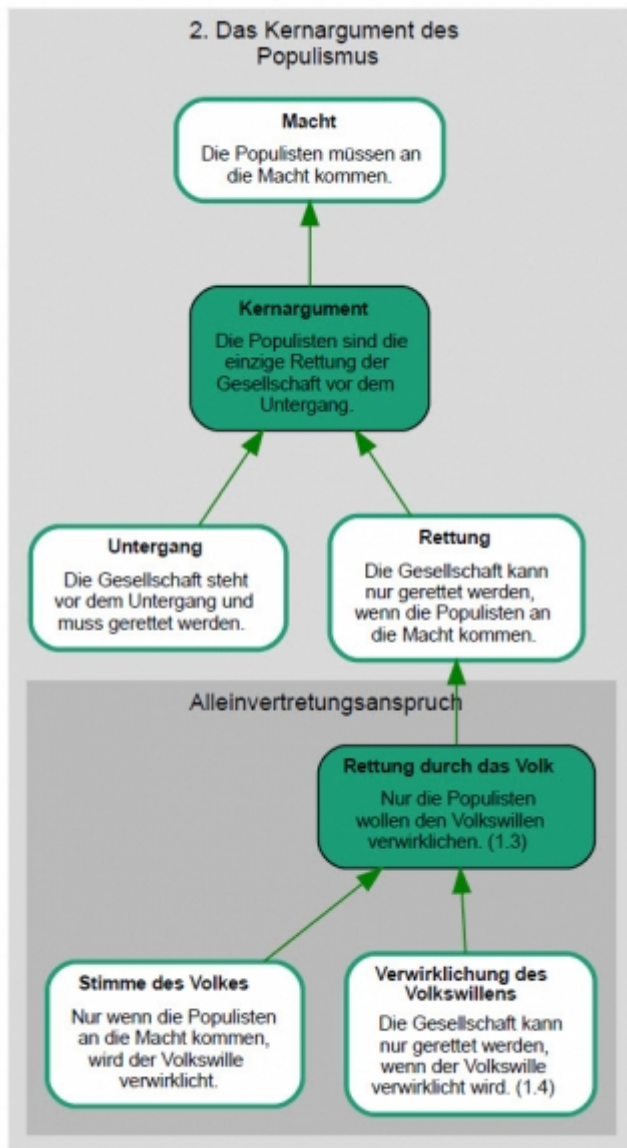 2. Das Kernargument des
Populismus
Macht
Die Populisten müssen an
die Macht kommen.
Kernargument
Die Populisten sind die
einzige Rettung der
Gesellschaft vor dem
Untergang.
Untergang
Die Gesellschaft steht
vor dem Untergang und
muss gerettet werden.
Rettung
Die Gesellschaft kann
nur gerettet werden,
wenn die Populisten an
die Macht kommen.
Alleinvertretungsanspruch
Rettung durch das Volk
Nur die Populisten
wollen den Volkswillen
verwirklichen. (1.3)
Stimme des Volkes
Nur wenn die Populisten
an die Macht kommen,
wird der Volkswille
verwirklicht.
Verwirklichung des
Volkswillens
Die Gesellschaft kann
nur gerettet werden,
wenn der Volkswille
verwirklicht wird. (1.4)